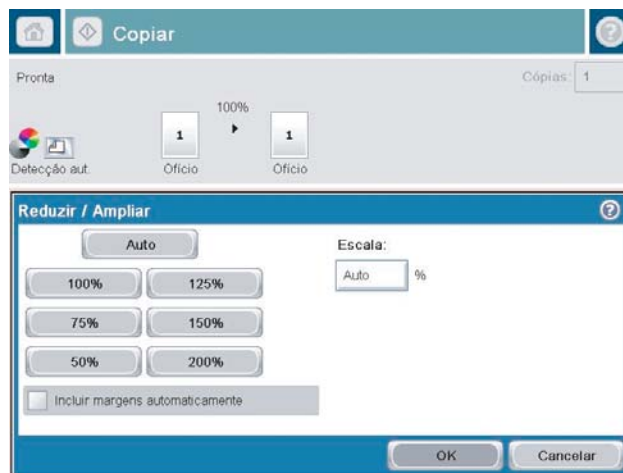 Copiar
?
Pronta
Cópias: 1
100%
1 1
Detecção aut. Ofício Ofício
Reduzir / Ampliar ?
Auto Escala:
100% 125% Auto %
75% 150%
50% 200%
Incluir margens automaticamente
OK Cancelar